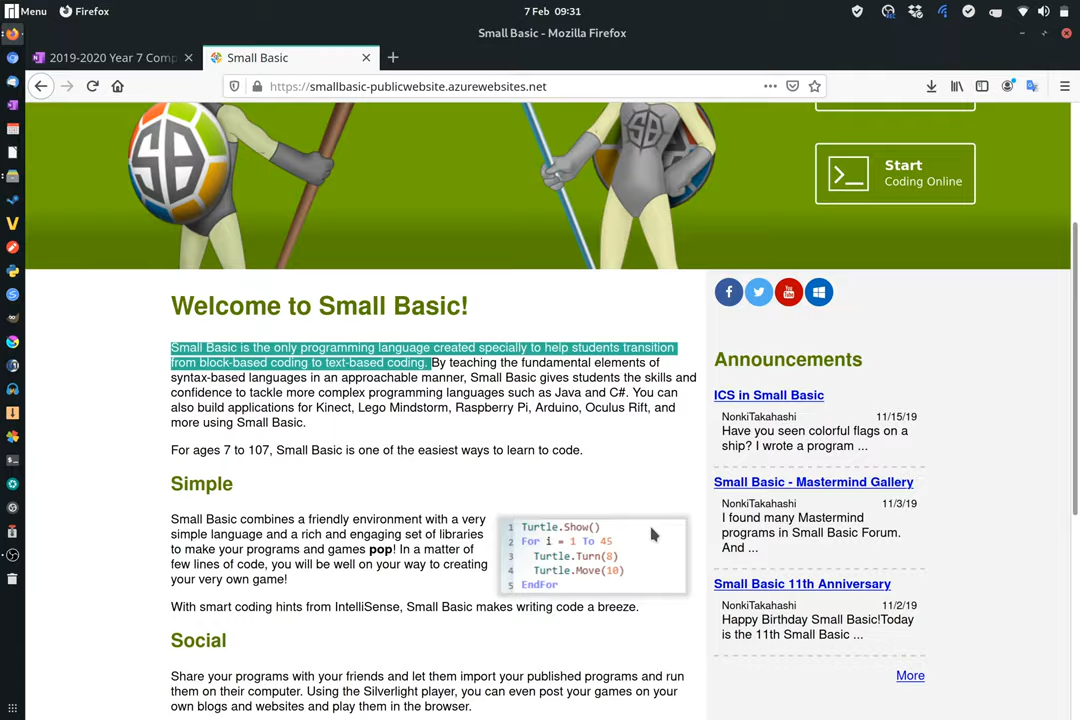 Menu Firefox 7 Feb 09:31
Small Basic - Mozilla Firefox
2019-2020 Year 7 Comp
Small Basic
https://smallbasic-publicwebsite.azurewebsites.net
SB
SB
Start
Coding Online
Welcome to Small Basic!
Small Basic is the only programming language created specially to help students transition
from block-based coding to text-based coding. By teaching the fundamental elements of
syntax-based languages in an approachable manner, Small Basic gives students the skills and
confidence to tackle more complex programming languages such as Java and C#. You can
also build applications for Kinect, Lego Mindstorm, Raspberry Pi, Arduino, Oculus Rift, and
more using Small Basic.
For ages 7 to 107, Small Basic is one of the easiest ways to learn to code.
Simple
Small Basic combines a friendly environment with a very
simple language and a rich and engaging set of libraries
to make your programs and games pop! In a matter of
few lines of code, you will be well on your way to creating
your very own game!
1 Turtle.Show()
2 For i = 1 To 45
3 Turtle.Turn(8)
4 Turtle.Move(10)
5 EndFor
With smart coding hints from IntelliSense, Small Basic makes writing code a breeze.
Social
Share your programs with your friends and let them import your published programs and run
them on their computer. Using the Silverlight player, you can even post your games on your
own blogs and websites and play them in the browser.
Announcements
ICS in Small Basic
NonkiTakahashi 11/15/19
Have you seen colorful flags on a
ship? I wrote a program ...
Small Basic - Mastermind Gallery
NonkiTakahashi 11/3/19
I found many Mastermind
programs in Small Basic Forum.
And ...
Small Basic 11th Anniversary
NonkiTakahashi 11/2/19
Happy Birthday Small Basic!Today
is the 11th Small Basic ...
More